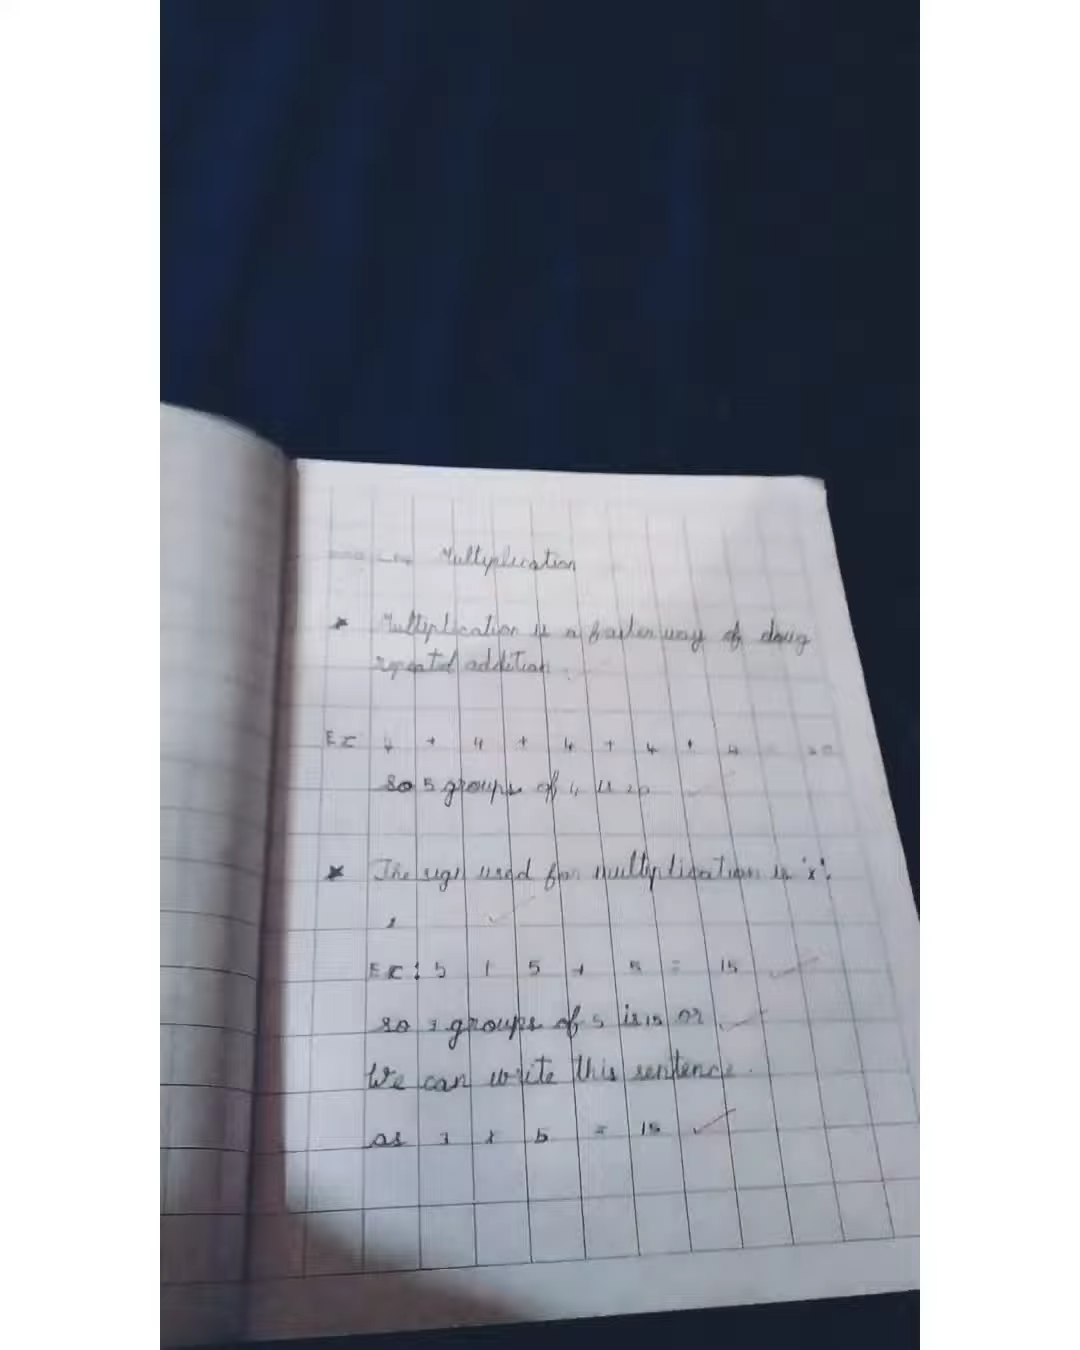 Multiplication
★ Multiplication is a faster way of doing
repeated addition.
Ex 4 + 4 + 4 + 4 + 4 = 20
so 5 groups of 4 is 20
★ The sign used for multiplication is 'x'.
Ex: 5 + 5 + 5 = 15
so 3 groups of 5 is 15 or
We can write this sentence.
as 3 x 5 = 15